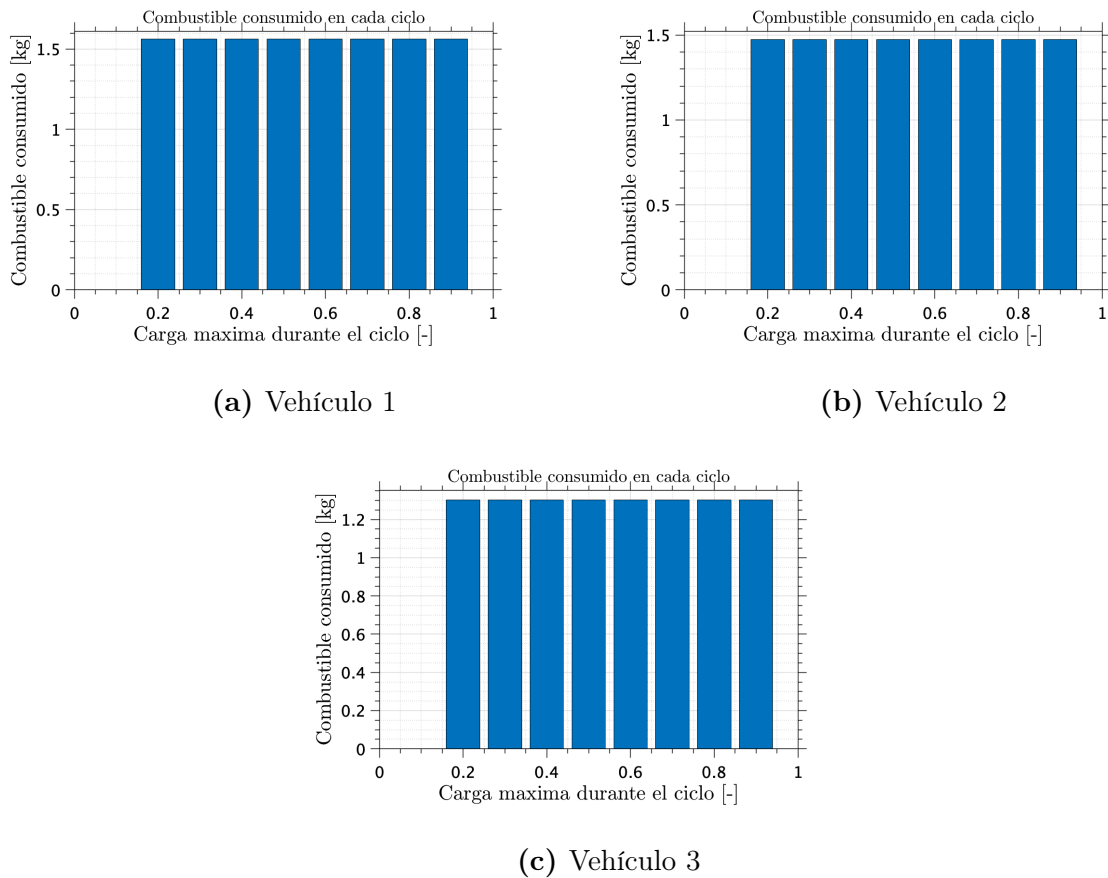 Combustible consumido en cada ciclo
Combustible consumido [kg]
1.5
1
0.5
0
0 0.2 0.4 0.6 0.8 1
Carga maxima durante el ciclo [-]
(a) Vehículo 1
Combustible consumido en cada ciclo
Combustible consumido [kg]
1.5
1
0.5
0
0 0.2 0.4 0.6 0.8 1
Carga maxima durante el ciclo [-]
(b) Vehículo 2
Combustible consumido en cada ciclo
Combustible consumido [kg]
1.2
1
0.8
0.6
0.4
0.2
0
0 0.2 0.4 0.6 0.8 1
Carga maxima durante el ciclo [-]
(c) Vehículo 3